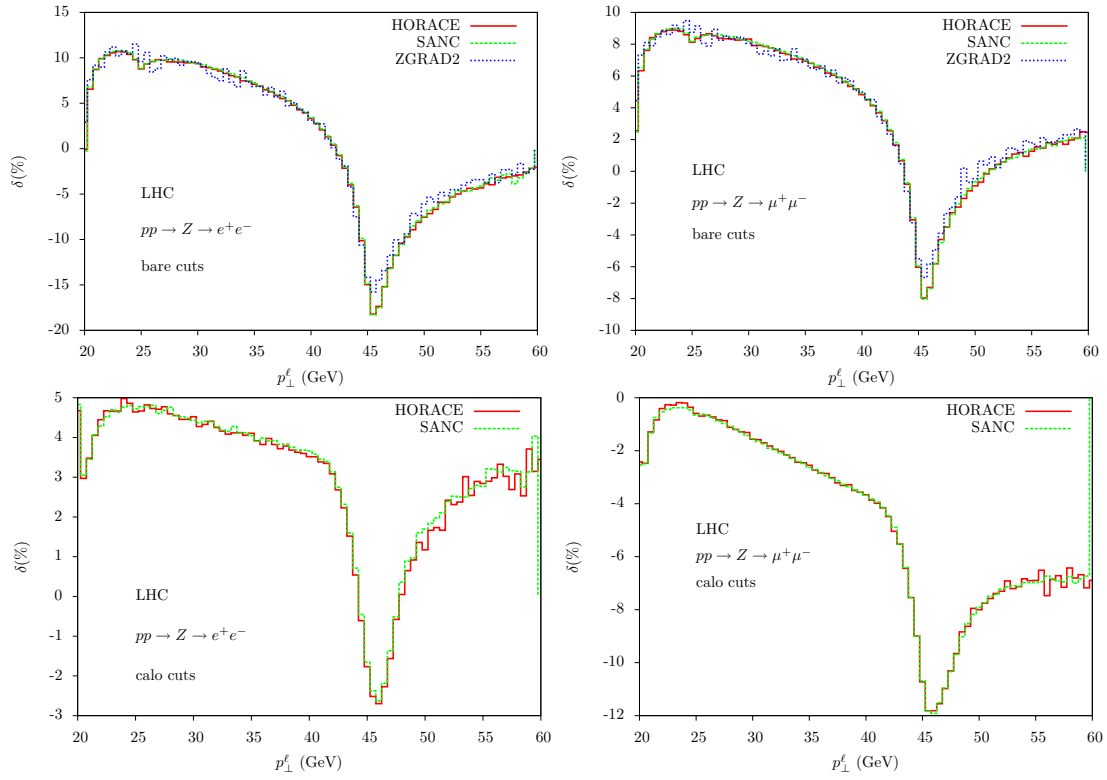 HORACE
SANC
ZGRAD2
15
10
5
0
-5
-10
-15
-20
δ(%)
LHC
pp → Z → e⁺e⁻
bare cuts
20 25 30 35 40 45 50 55 60
p⊥^ℓ (GeV)
HORACE
SANC
ZGRAD2
10
8
6
4
2
0
-2
-4
-6
-8
-10
δ(%)
LHC
pp → Z → μ⁺μ⁻
bare cuts
20 25 30 35 40 45 50 55 60
p⊥^ℓ (GeV)
HORACE
SANC
5
4
3
2
1
0
-1
-2
-3
δ(%)
LHC
pp → Z → e⁺e⁻
calo cuts
20 25 30 35 40 45 50 55 60
p⊥^ℓ (GeV)
HORACE
SANC
0
-2
-4
-6
-8
-10
-12
δ(%)
LHC
pp → Z → μ⁺μ⁻
calo cuts
20 25 30 35 40 45 50 55 60
p⊥^ℓ (GeV)